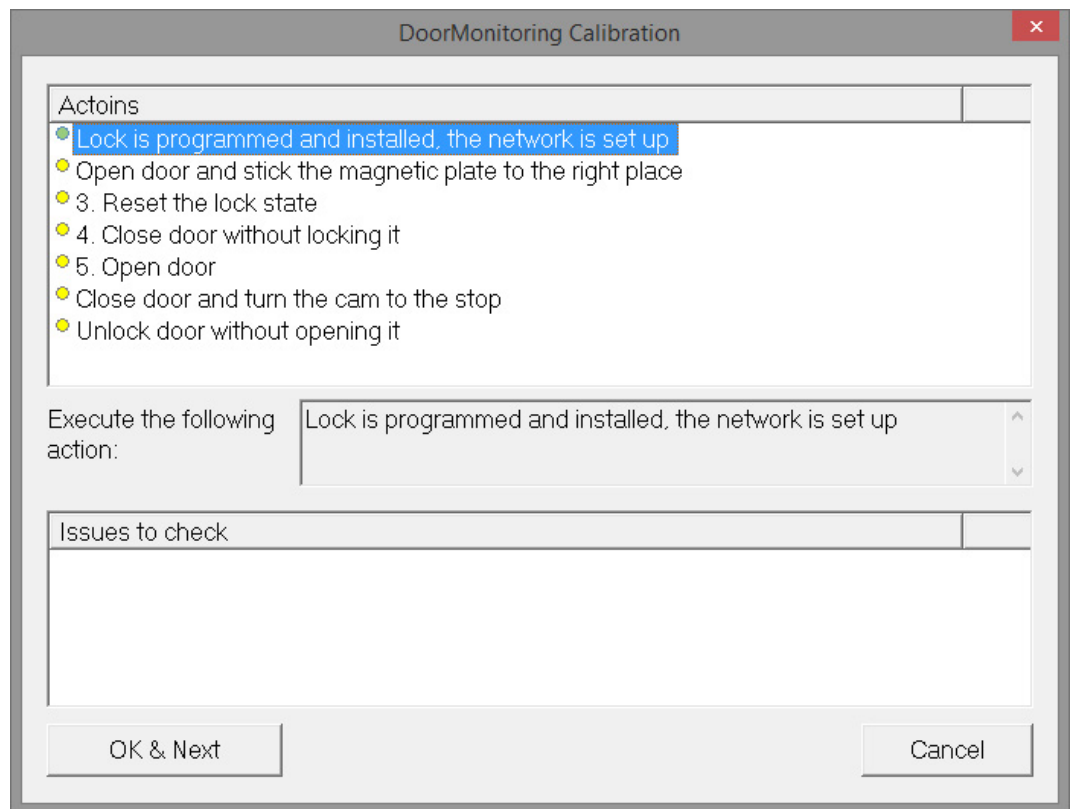 DoorMonitoring Calibration
Actoins
Lock is programmed and installed, the network is set up
Open door and stick the magnetic plate to the right place
3. Reset the lock state
4. Close door without locking it
5. Open door
Close door and turn the cam to the stop
Unlock door without opening it
Execute the following
action:
Lock is programmed and installed, the network is set up
Issues to check
OK & Next
Cancel